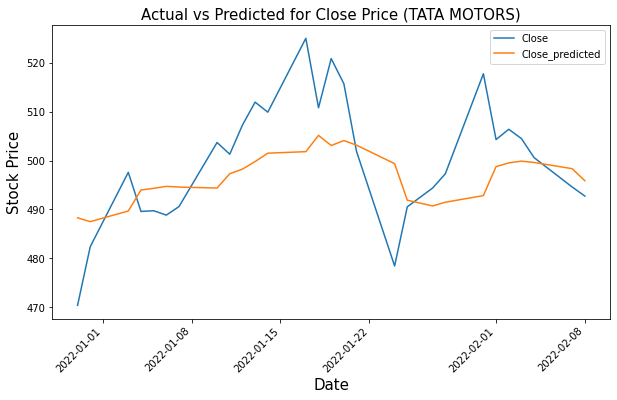 Actual vs Predicted for Close Price (TATA MOTORS)
Close
Close_predicted
Stock Price
520
510
500
490
480
470
2022-01-01
2022-01-08
2022-01-15
2022-01-22
2022-02-01
2022-02-08
Date